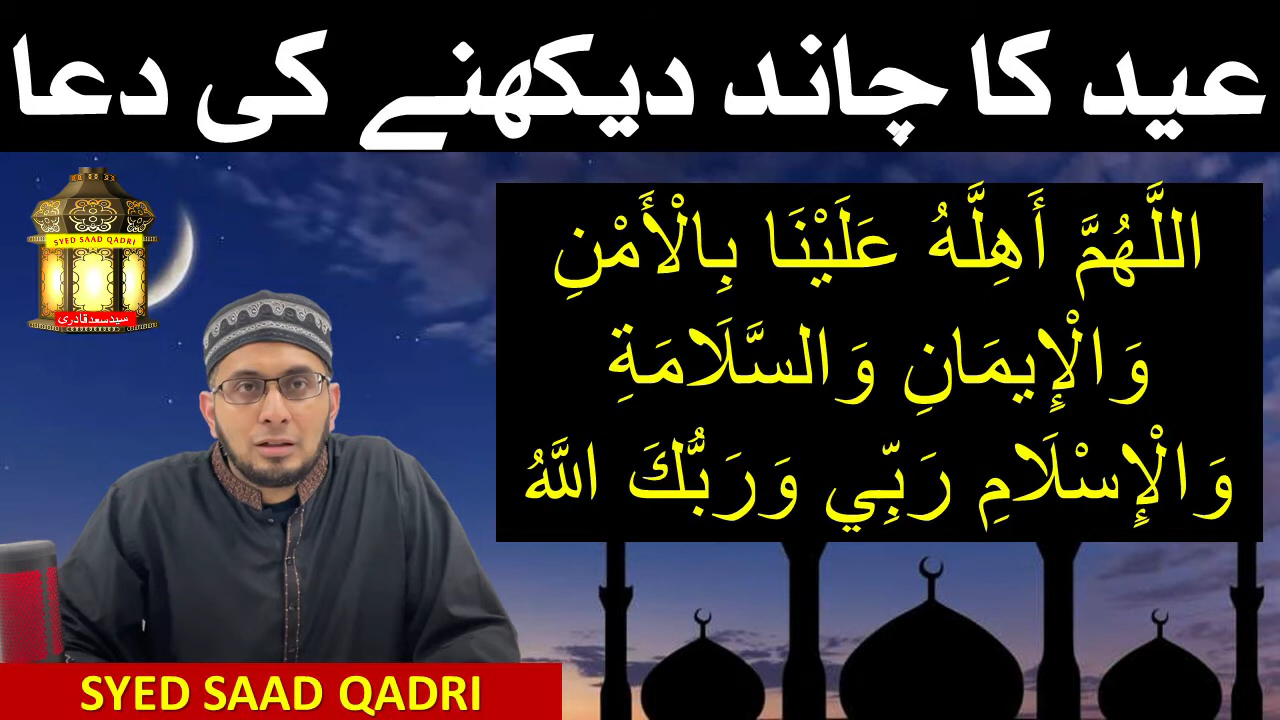 عید کا چاند دیکھنے کی دعا
SYED SAAD QADRI
سید سعد قادری
اللَّهُمَّ أَهِلَّهُ عَلَيْنَا بِالْأَمْنِ
وَالْإِيمَانِ وَالسَّلَامَةِ
وَالْإِسْلَامِ رَبِّي وَرَبُّكَ اللَّهُ
SYED SAAD QADRI